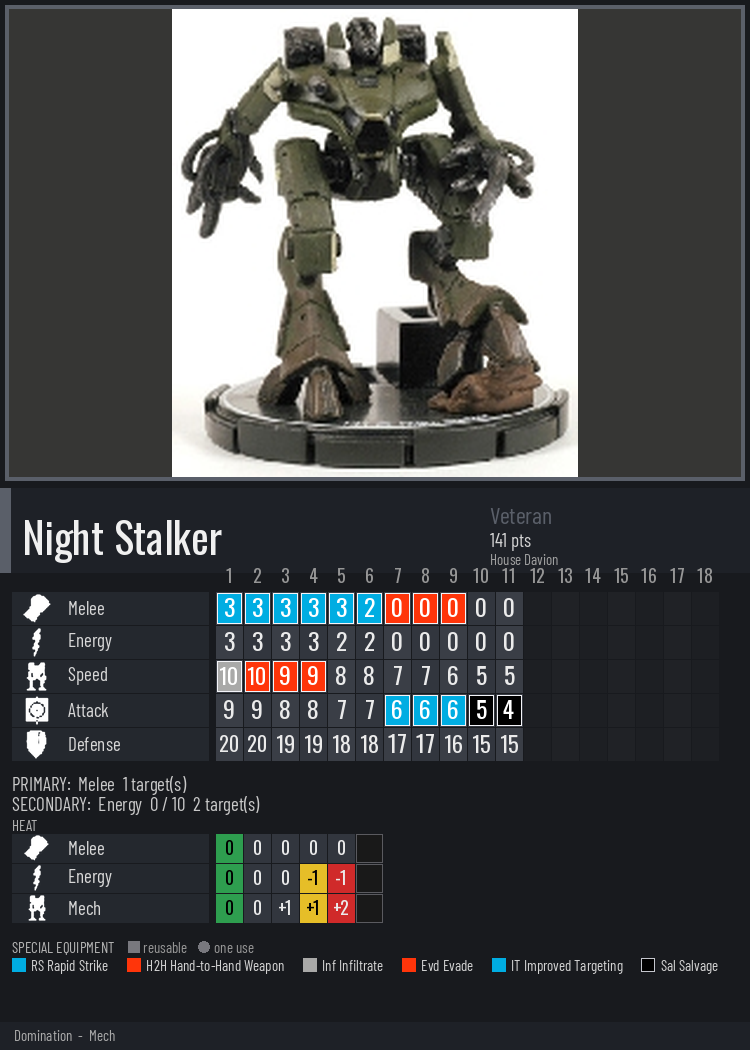 Night Stalker
Veteran
141 pts
House Davion
1 2 3 4 5 6 7 8 9 10 11 12 13 14 15 16 17 18
Melee 3 3 3 3 3 2 0 0 0 0 0
Energy 3 3 3 3 2 2 0 0 0 0 0
Speed 10 10 9 9 8 8 7 7 6 5 5
Attack 9 9 8 8 7 7 6 6 6 5 4
Defense 20 20 19 19 18 18 17 17 16 15 15
PRIMARY: Melee 1 target(s)
SECONDARY: Energy 0 / 10 2 target(s)
HEAT
Melee 0 0 0 0 0
Energy 0 0 0 -1 -1
Mech 0 0 +1 +1 +2
SPECIAL EQUIPMENT reusable one use
RS Rapid Strike H2H Hand-to-Hand Weapon Inf Infiltrate Evd Evade IT Improved Targeting Sal Salvage
Domination - Mech